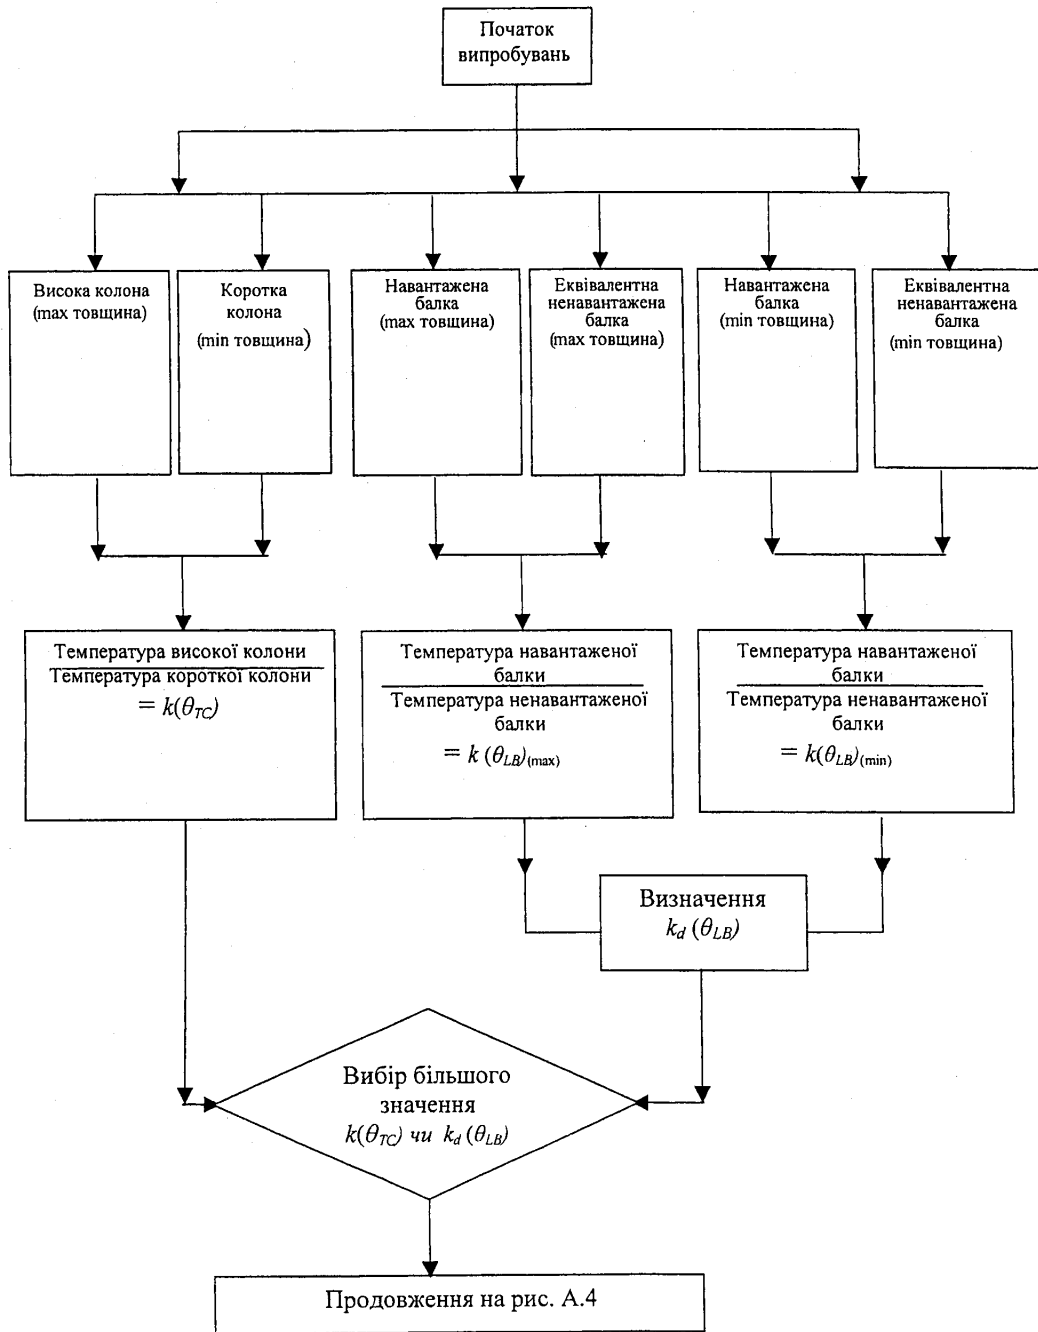 Початок
випробувань
Висока колона
(max товщина)
Коротка
колона
(min товщина)
Навантажена
балка
(max товщина)
Еквівалентна
ненавантажена
балка
(max товщина)
Навантажена
балка
(min товщина)
Еквівалентна
ненавантажена
балка
(min товщина)
Температура високої колони
Температура короткої колони
= k(θTC)
Температура навантаженої
балки
Температура ненавантаженої
балки
= k (θLB)(max)
Температура навантаженої
балки
Температура ненавантаженої
балки
= k(θLB)(min)
Визначення
kd (θLB)
Вибір більшого
значення
k(θTC) чи kd (θLB)
Продовження на рис. А.4